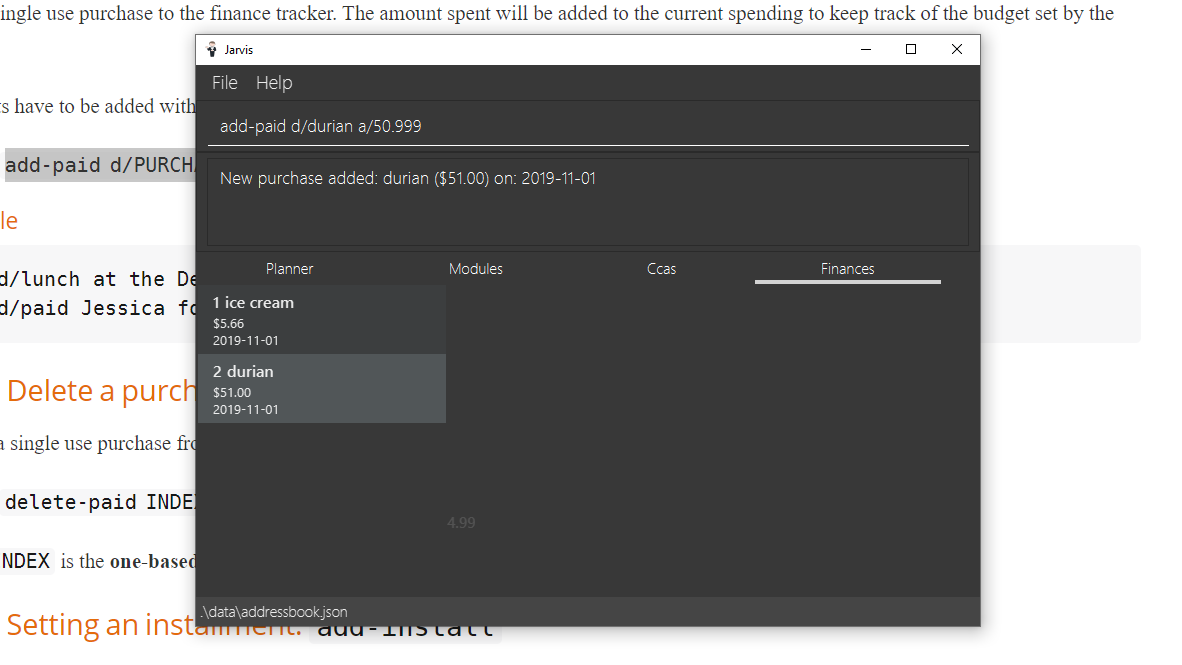 ingle use purchase to the finance tracker. The amount spent will be added to the current spending to keep track of the budget set by the
Jarvis
File Help
s have to be added with
add-paid d/durian a/50.999
add-paid d/PURCH
New purchase added: durian ($51.00) on: 2019-11-01
le
Planner Modules Ccas Finances
d/lunch at the De
d/paid Jessica fo
1 ice cream
$5.66
2019-11-01
2 durian
$51.00
2019-11-01
Delete a purch
a single use purchase fro
delete-paid INDE
4.99
NDEX is the one-based
.\data\addressbook.json
Setting an installment: add-install